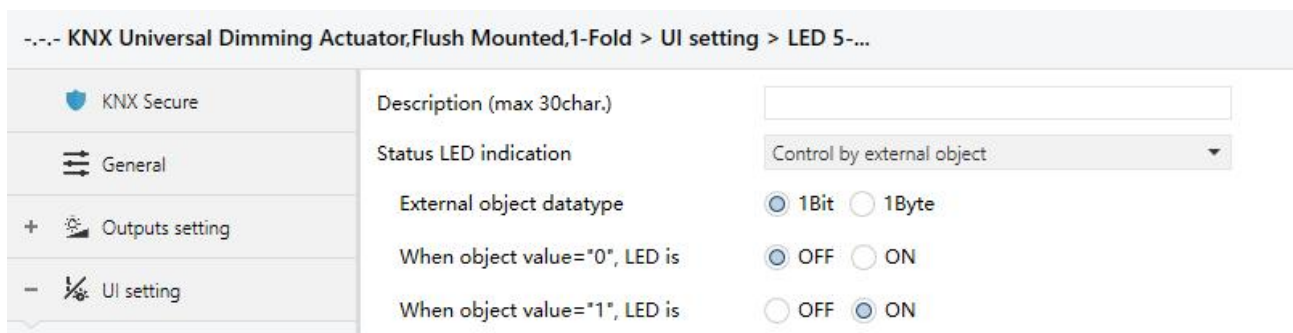 -.-.- KNX Universal Dimming Actuator,Flush Mounted,1-Fold > UI setting > LED 5-...
KNX Secure
General
+ Outputs setting
– UI setting
Description (max 30char.)
Status LED indication Control by external object
External object datatype 1Bit 1Byte
When object value="0", LED is OFF ON
When object value="1", LED is OFF ON